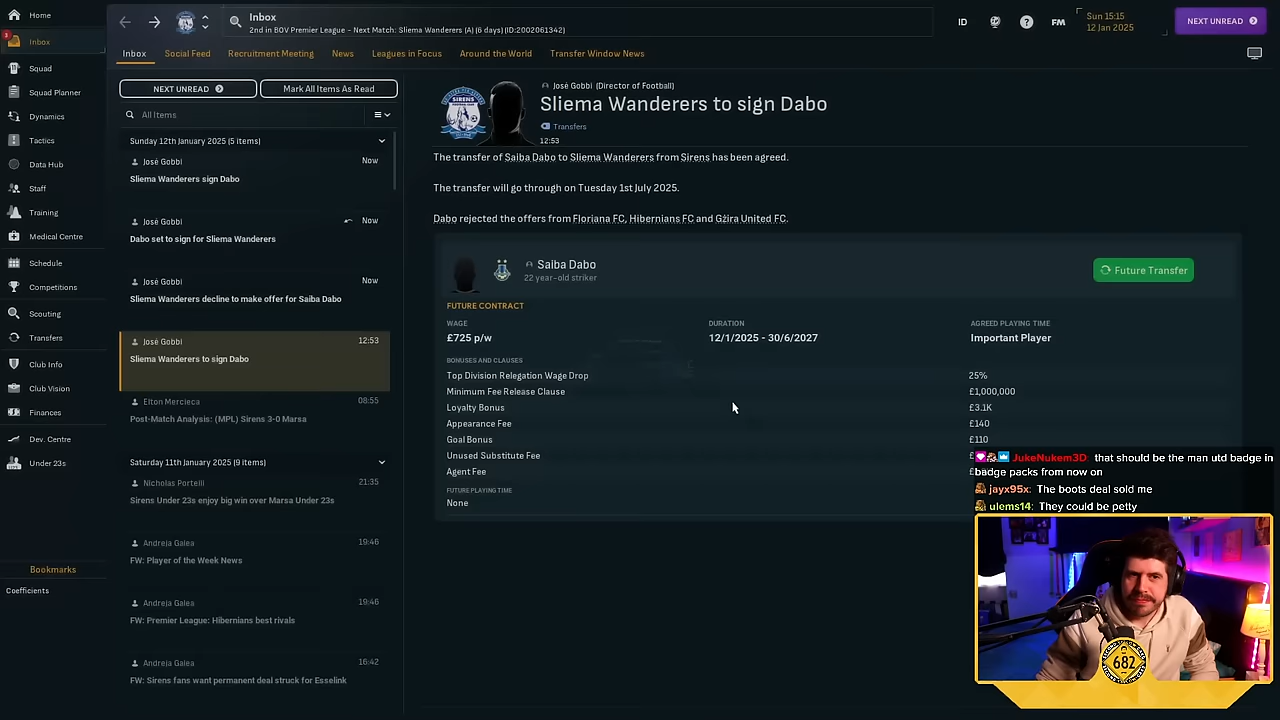 Home
Inbox
2nd in BOV Premier League - Next Match: Sliema Wanderers (A) (6 days) (ID:2002061342)
ID
FM
Sun 15:15
12 Jan 2025
NEXT UNREAD
3
Inbox
Squad
Squad Planner
Dynamics
Tactics
Data Hub
Staff
Training
Medical Centre
Schedule
Competitions
Scouting
Transfers
Club Info
Club Vision
Finances
Dev. Centre
Under 23s
Bookmarks
Coefficients
Inbox
Social Feed
Recruitment Meeting
News
Leagues in Focus
Around the World
Transfer Window News
NEXT UNREAD
Mark All Items As Read
All Items
Sunday 12th January 2025 (5 items)
José Gobbi
Now
Sliema Wanderers sign Dabo
José Gobbi
Now
Dabo set to sign for Sliema Wanderers
José Gobbi
Now
Sliema Wanderers decline to make offer for Saiba Dabo
José Gobbi
12:53
Sliema Wanderers to sign Dabo
Elton Mercieca
08:55
Post-Match Analysis: (MPL) Sirens 3-0 Marsa
Saturday 11th January 2025 (9 items)
Nicholas Portelli
21:35
Sirens Under 23s enjoy big win over Marsa Under 23s
Andreja Galea
19:46
FW: Player of the Week News
Andreja Galea
19:46
FW: Premier League: Hibernians best rivals
Andreja Galea
16:42
FW: Sirens fans want permanent deal struck for Esselink
SIRENS
José Gobbi (Director of Football)
Sliema Wanderers to sign Dabo
Transfers
12:53
The transfer of Saiba Dabo to Sliema Wanderers from Sirens has been agreed.
The transfer will go through on Tuesday 1st July 2025.
Dabo rejected the offers from Floriana FC, Hibernians FC and Gżira United FC.
Saiba Dabo
22 year-old striker
Future Transfer
FUTURE CONTRACT
WAGE
£725 p/w
DURATION
12/1/2025 - 30/6/2027
AGREED PLAYING TIME
Important Player
BONUSES AND CLAUSES
Top Division Relegation Wage Drop
25%
Minimum Fee Release Clause
£1,000,000
Loyalty Bonus
£3.1K
Appearance Fee
£140
Goal Bonus
£110
Unused Substitute Fee
Agent Fee
FUTURE PLAYING TIME
None
JukeNukem3D: that should be the man utd badge in
badge packs from now on
jayx95x: The boots deal sold me
ulems14: They could be petty
682